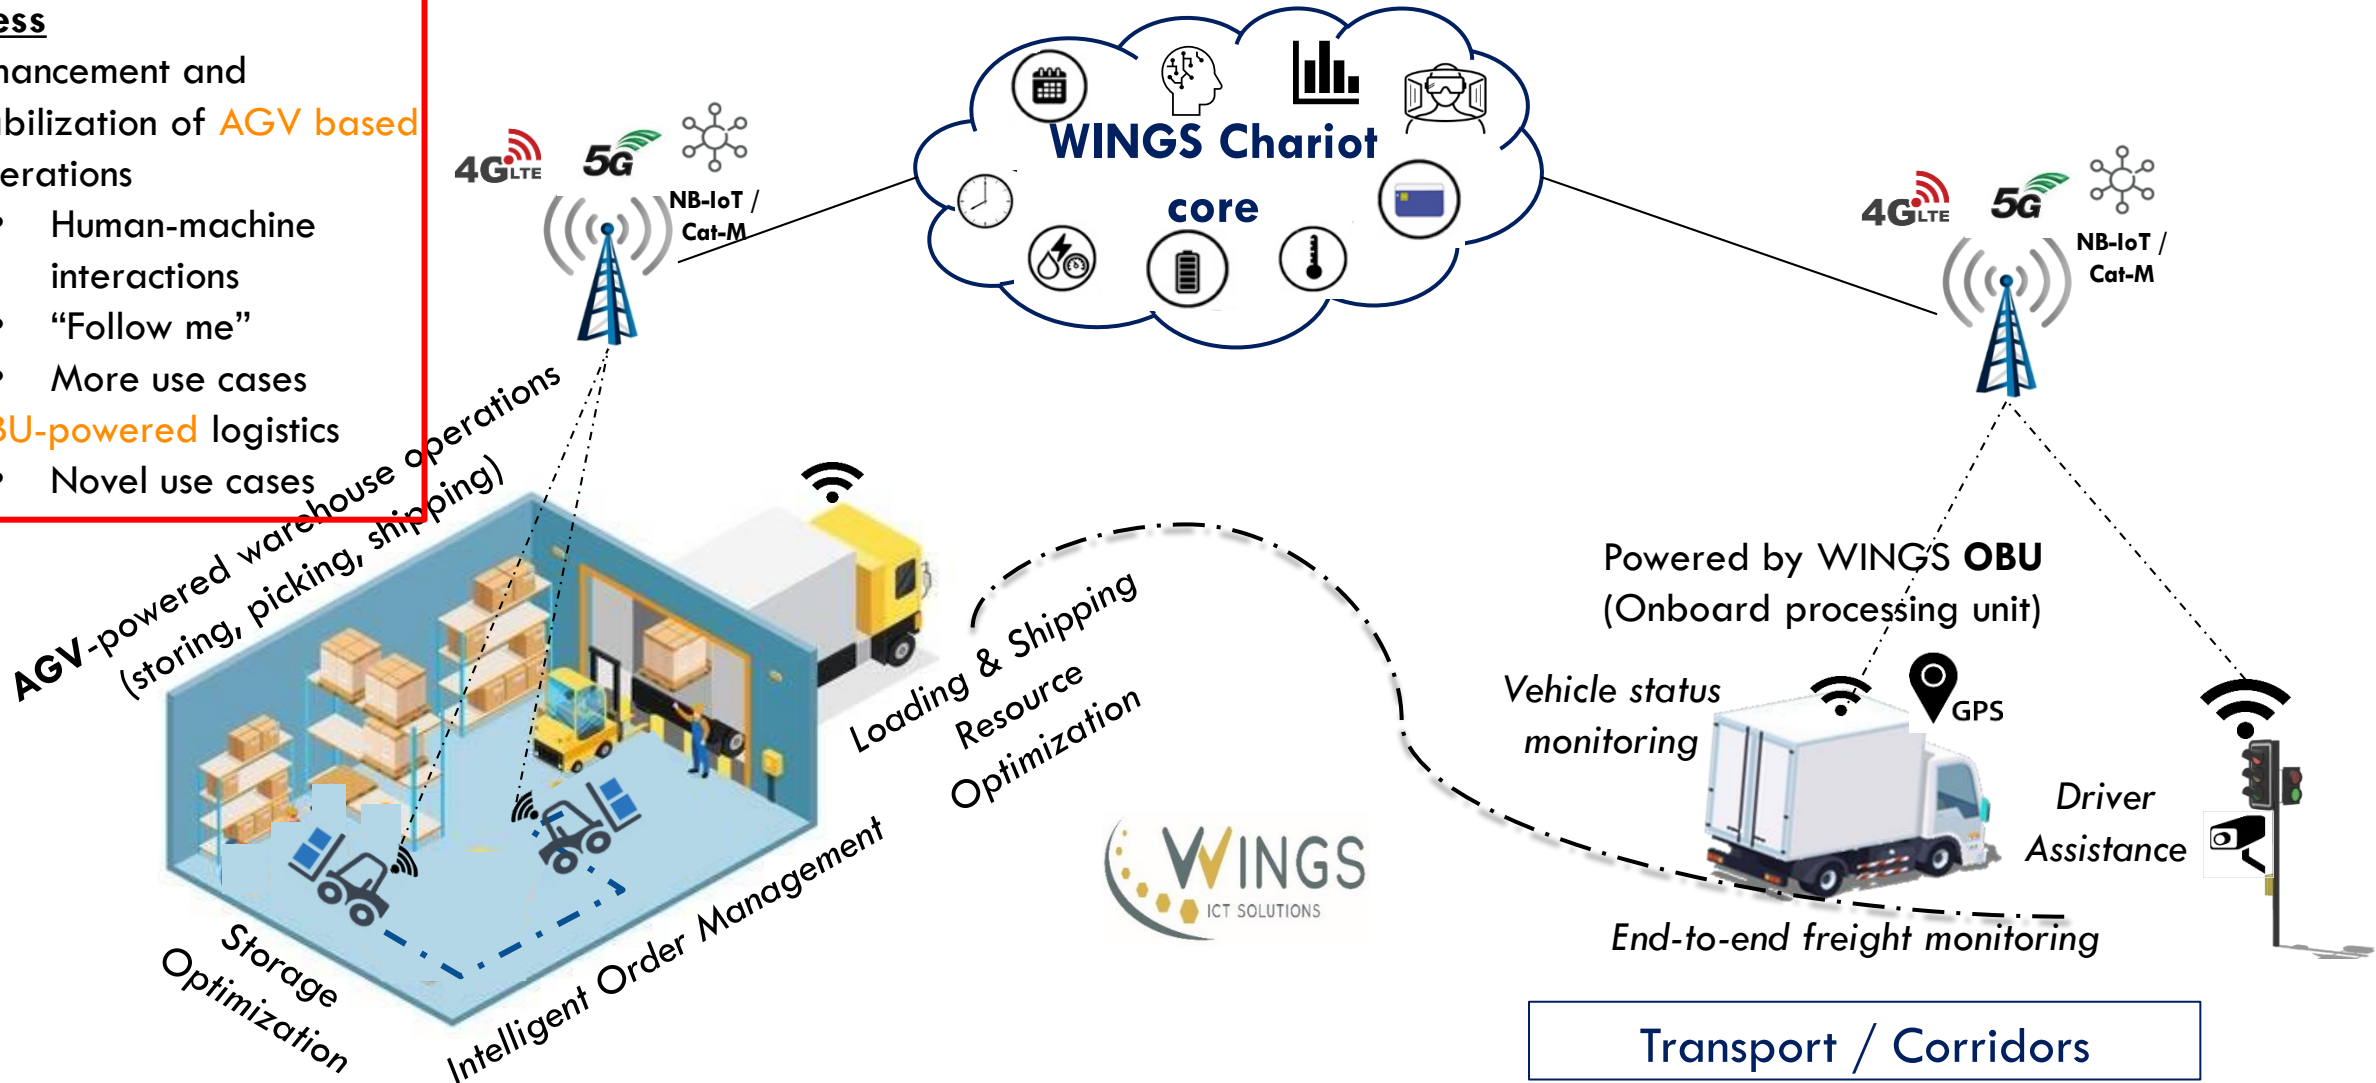 ess
nancement and
abilization of AGV based
erations
• Human-machine
interactions
• “Follow me”
• More use cases
BU-powered logistics
• Novel use cases
4G LTE
5G
NB-IoT /
Cat-M
WINGS Chariot
core
4G LTE
5G
NB-IoT /
Cat-M
AGV-powered warehouse operations
(storing, picking, shipping)
Loading & Shipping
Resource
Optimization
Storage
Optimization
Intelligent Order Management
WINGS
ICT SOLUTIONS
Powered by WINGS OBU
(Onboard processing unit)
Vehicle status
monitoring
GPS
Driver
Assistance
End-to-end freight monitoring
Transport / Corridors